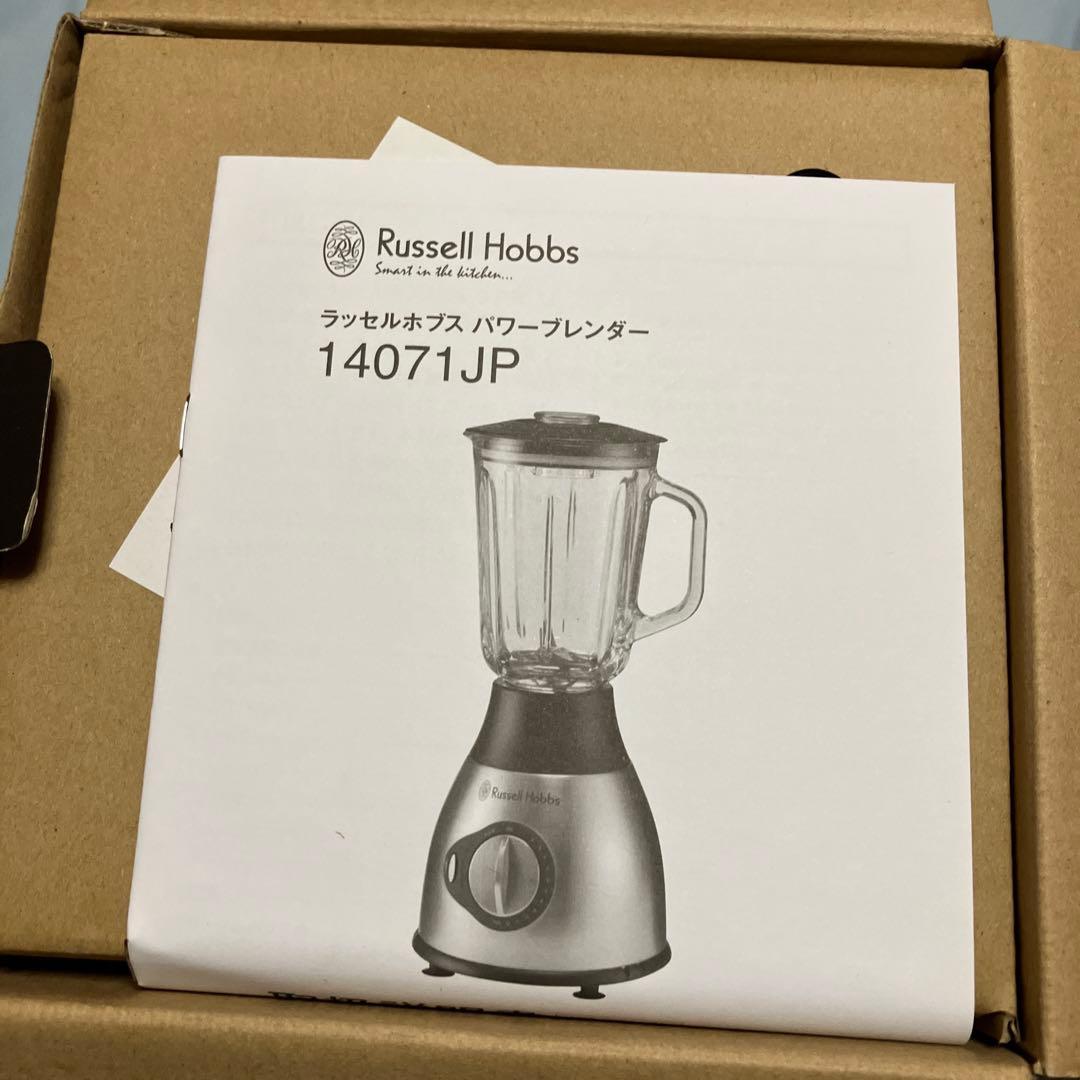 Russell Hobbs
Smart in the kitchen...
ラッセルホブス パワーブレンダー
14071JP
Russell Hobbs